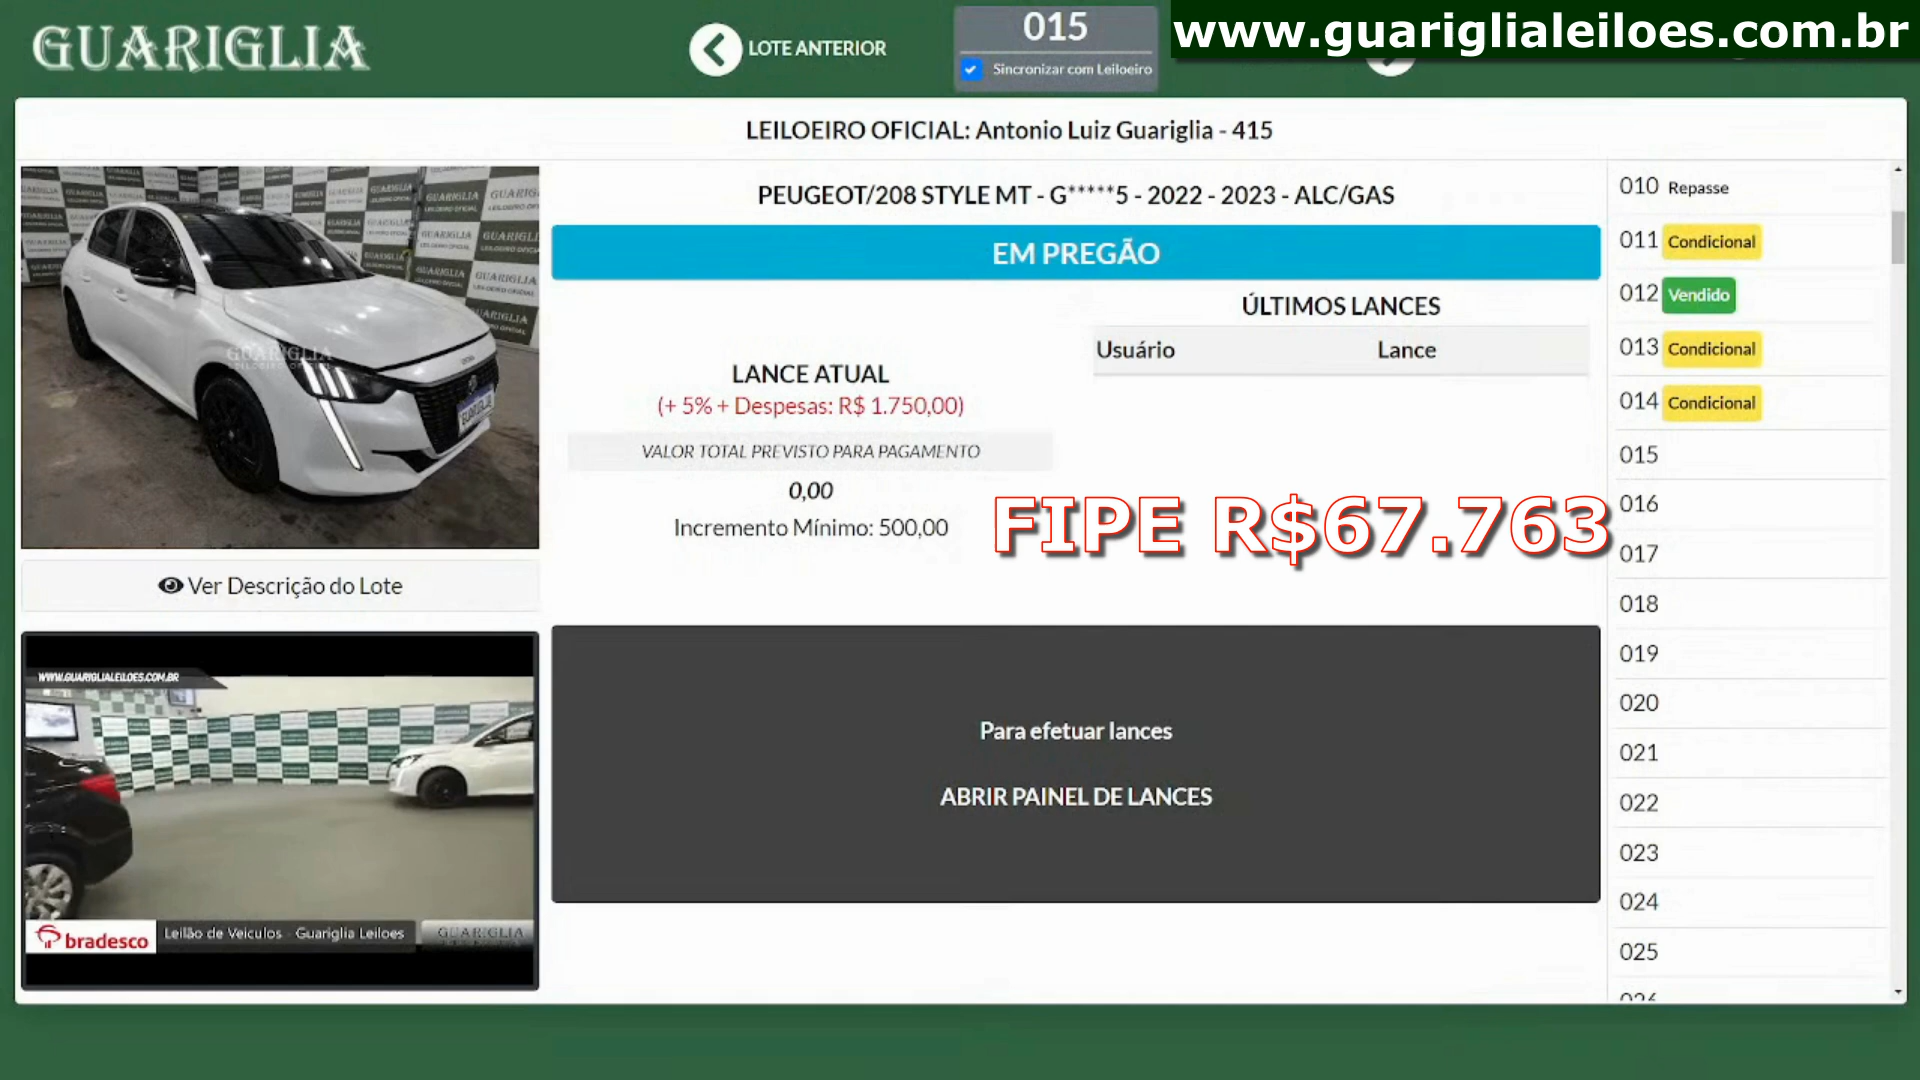 GUARIGLIA
LOTE ANTERIOR
015
Sincronizar com Leiloeiro
www.guariglialeiloes.com.br
LEILOEIRO OFICIAL: Antonio Luiz Guariglia - 415
PEUGEOT/208 STYLE MT - G*****5 - 2022 - 2023 - ALC/GAS
EM PREGÃO
ÚLTIMOS LANCES
Usuário Lance
LANCE ATUAL
(+ 5% + Despesas: R$ 1.750,00)
VALOR TOTAL PREVISTO PARA PAGAMENTO
0,00
Incremento Mínimo: 500,00
FIPE R$67.763
Ver Descrição do Lote
WWW.GUARIGLIALEILOES.COM.BR
bradesco
Leilão de Veiculos - Guariglia Leiloes
GUARIGLIA
Para efetuar lances
ABRIR PAINEL DE LANCES
010 Repasse
011 Condicional
012 Vendido
013 Condicional
014 Condicional
015
016
017
018
019
020
021
022
023
024
025